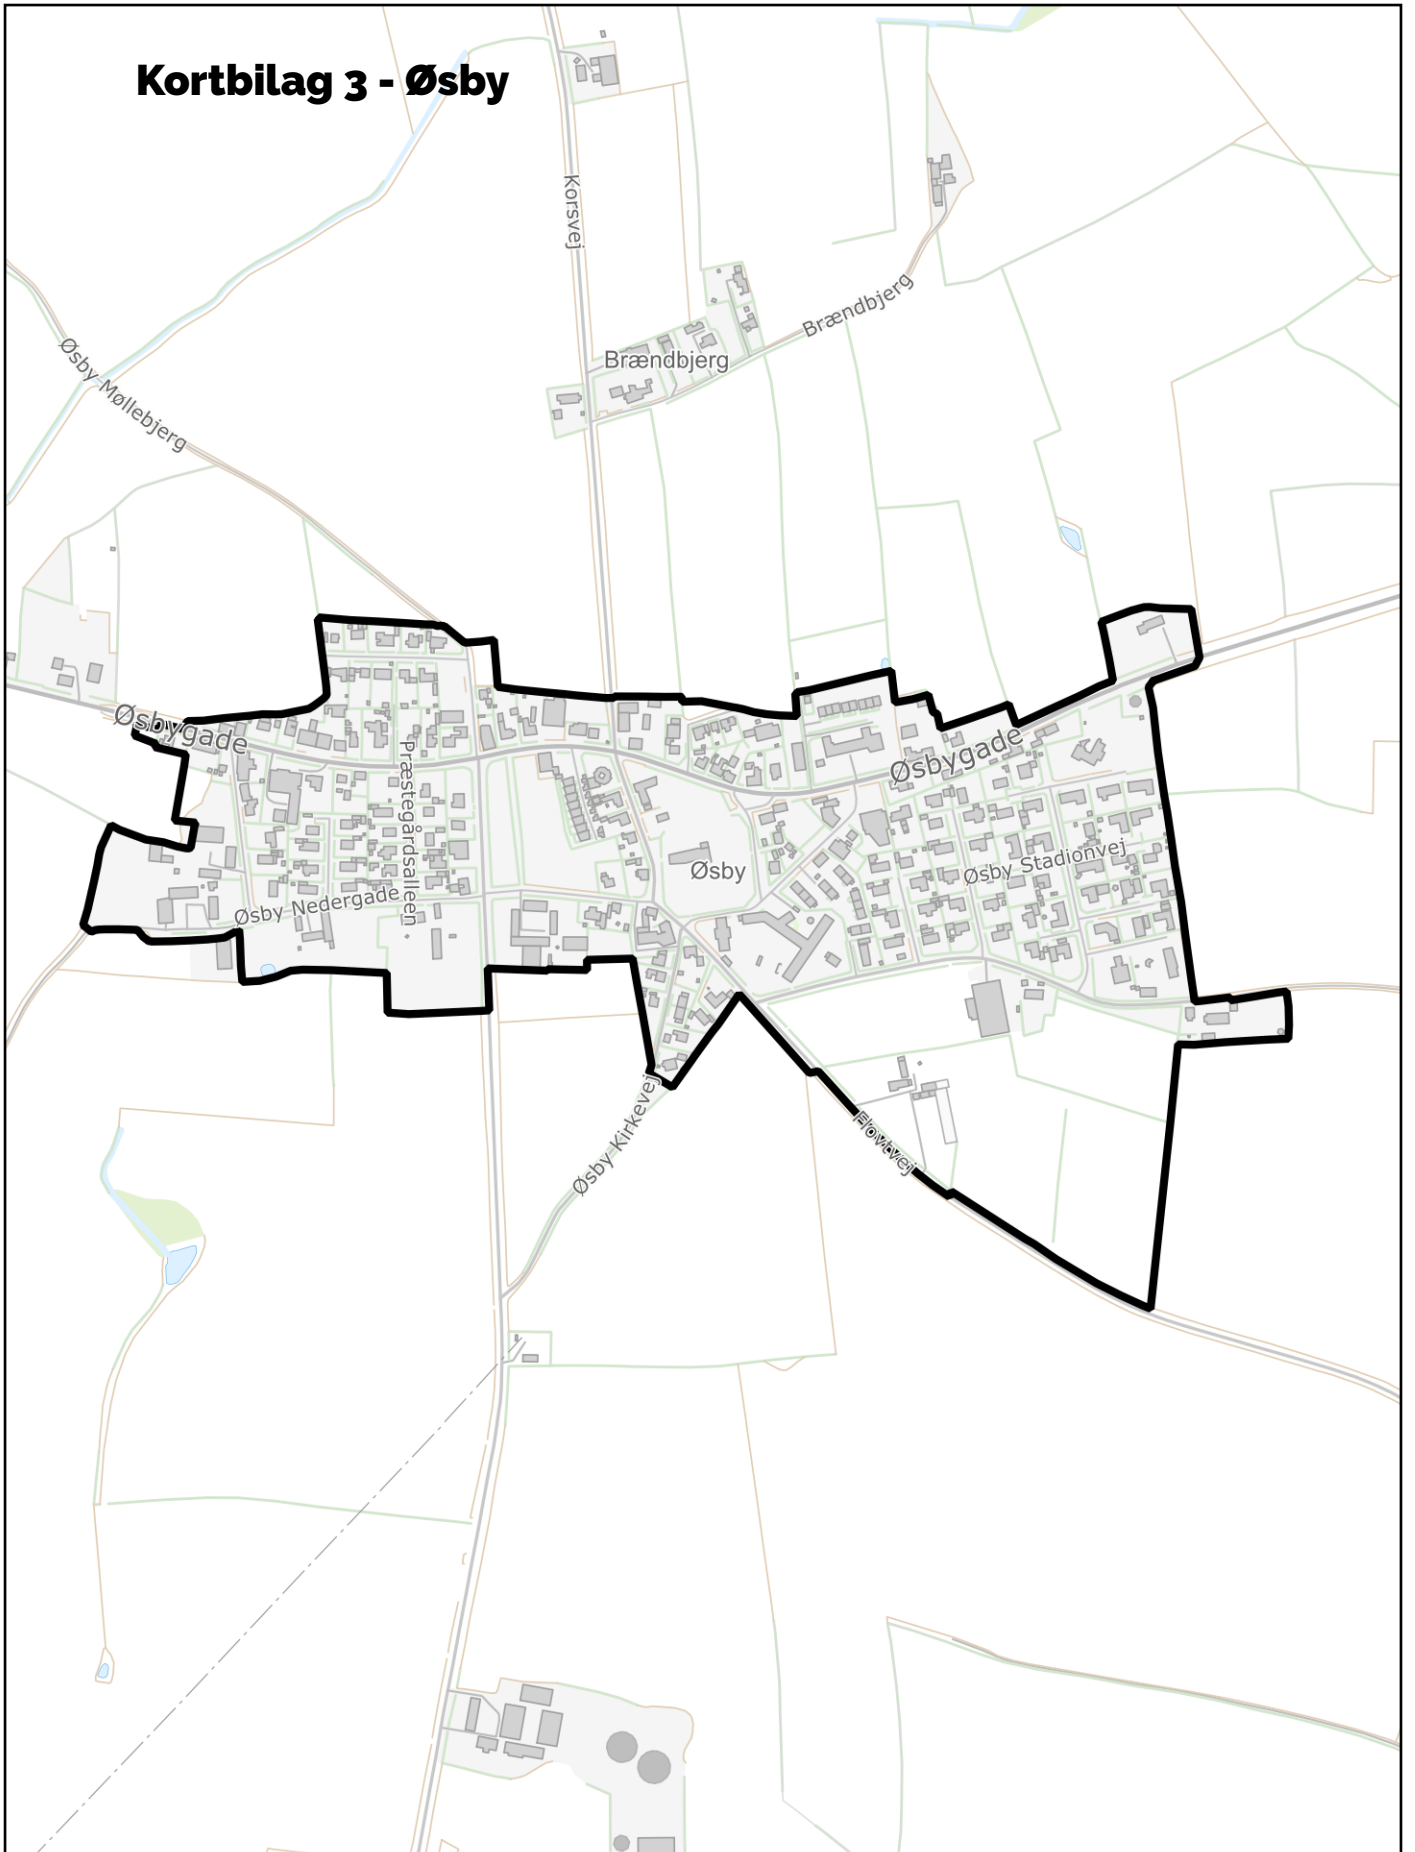 Kortbilag 3 - Øsby
Korsvej
Brændbjerg
Brændbjerg
Øsby Møllebjerg
Øsbygade
Præstegårdsalleen
Øsbygade
Øsby
Øsby Stadionvej
Øsby Nedergade
Øsby Kirkevej
Flovtvej